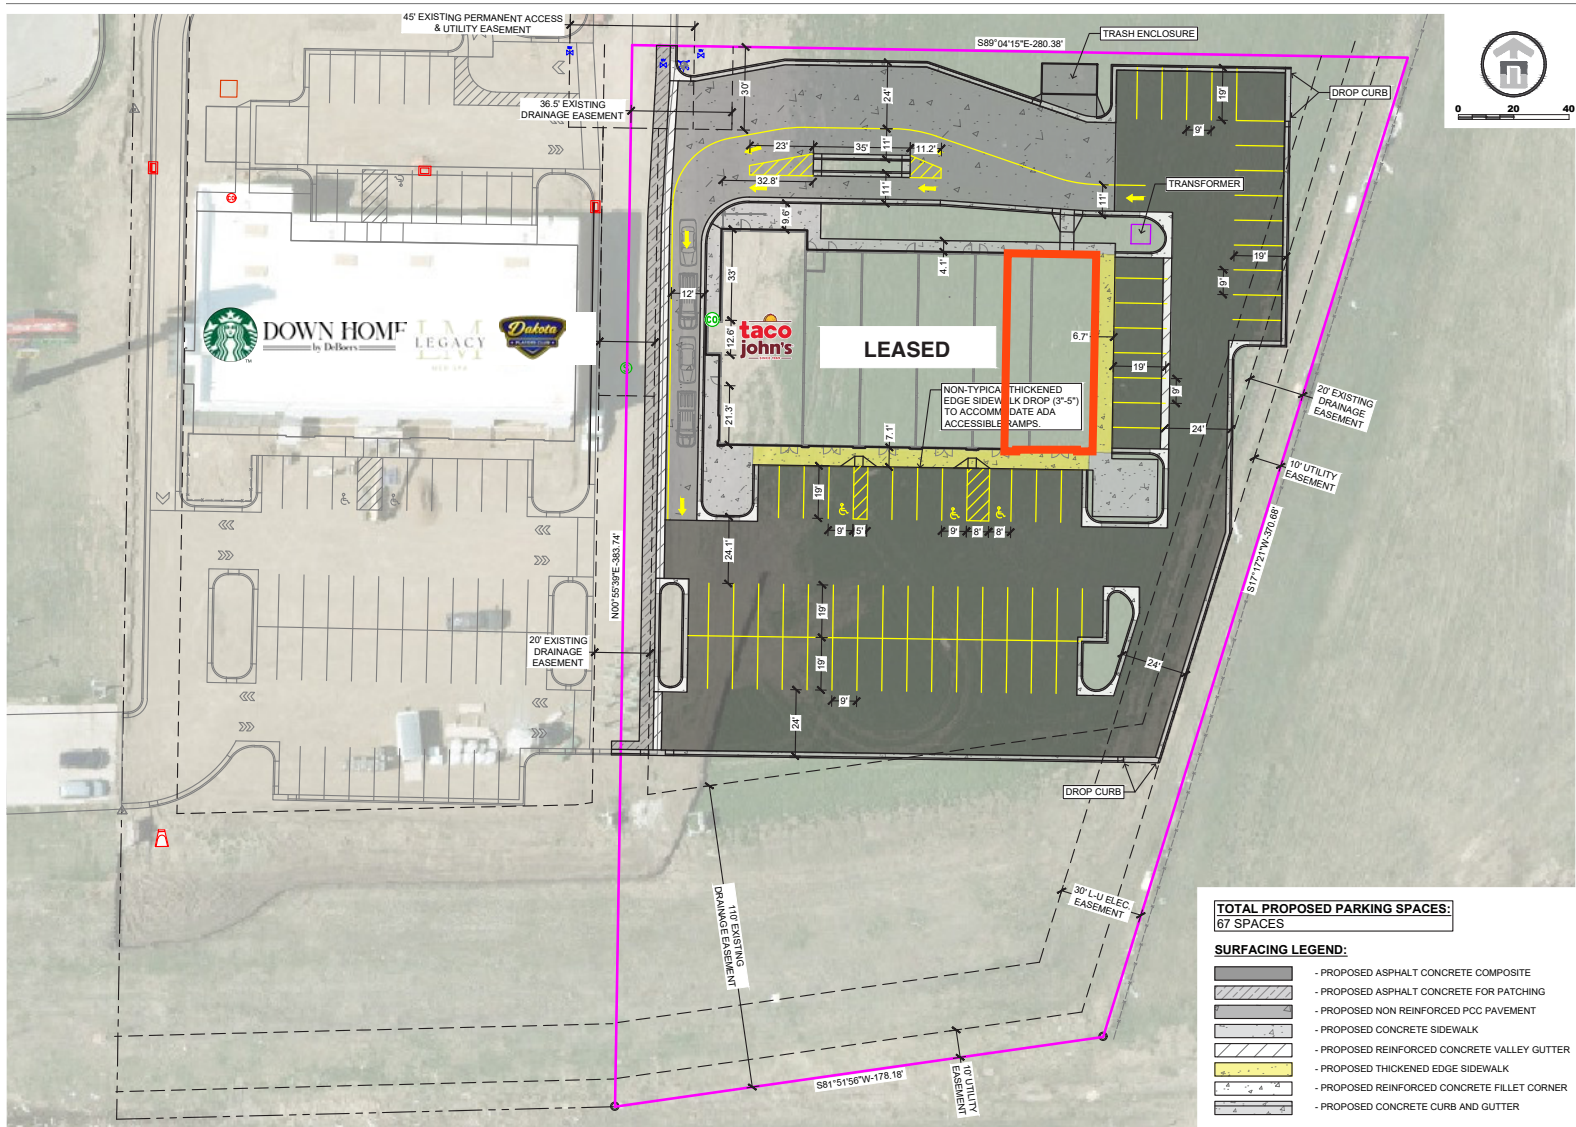 45' EXISTING PERMANENT ACCESS
& UTILITY EASEMENT
S89°04'15"E-280.38'
TRASH ENCLOSURE
DROP CURB
0 20 40
36.5' EXISTING
DRAINAGE EASEMENT
30'
24'
19'
9'
23'
35'
11'
11.2'
32.8'
11'
TRANSFORMER
11'
9.6'
4.1'
33'
12'
12.6'
21.3'
19'
9'
CO
S
STARBUCKS
DOWN HOME
by DeBoers
LM
LEGACY
MED SPA
Dakota
PLAYERS CLUB
taco
john's
LEASED
6.7'
19'
9'
NON-TYPICAL THICKENED
EDGE SIDEWALK DROP (3"-5")
TO ACCOMMODATE ADA
ACCESSIBLE RAMPS.
7.1'
20' EXISTING
DRAINAGE
EASEMENT
24'
10' UTILITY
EASEMENT
19'
9'
5'
9'
8'
8'
24.1'
N00°55'39"E-383.74'
S17°17'21"W-370.68'
20' EXISTING
DRAINAGE
EASEMENT
19'
19'
9'
24'
24'
DROP CURB
110' EXISTING
DRAINAGE EASEMENT
30' L-U ELEC.
EASEMENT
S81°51'56"W-178.18'
10' UTILITY
EASEMENT
TOTAL PROPOSED PARKING SPACES:
67 SPACES
SURFACING LEGEND:
- PROPOSED ASPHALT CONCRETE COMPOSITE
- PROPOSED ASPHALT CONCRETE FOR PATCHING
- PROPOSED NON REINFORCED PCC PAVEMENT
- PROPOSED CONCRETE SIDEWALK
- PROPOSED REINFORCED CONCRETE VALLEY GUTTER
- PROPOSED THICKENED EDGE SIDEWALK
- PROPOSED REINFORCED CONCRETE FILLET CORNER
- PROPOSED CONCRETE CURB AND GUTTER